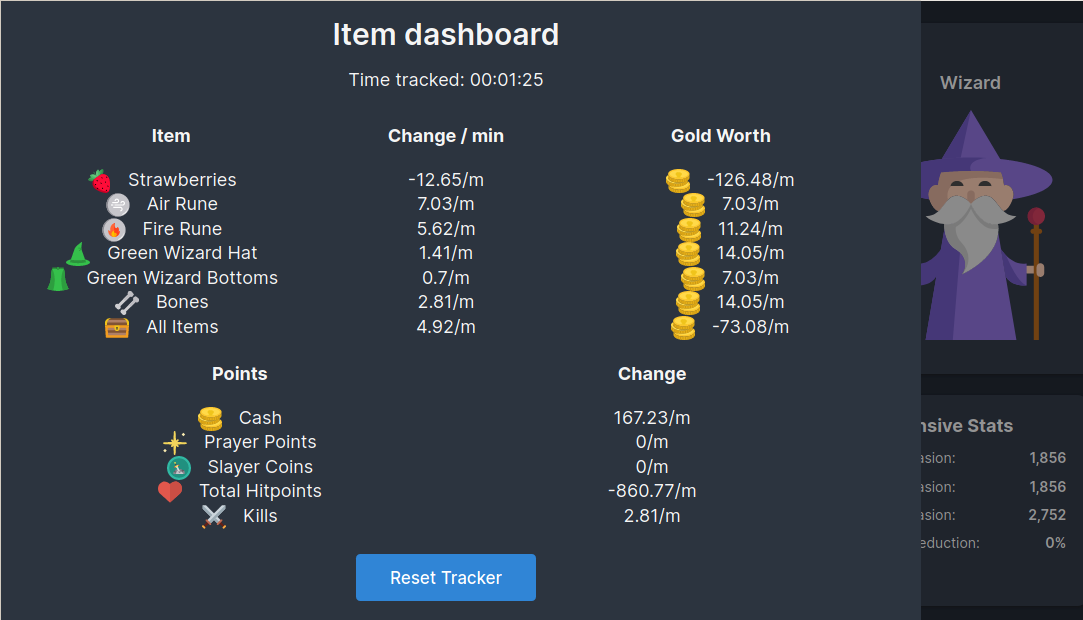 Item dashboard
Time tracked: 00:01:25
Item Change / min Gold Worth
Strawberries -12.65/m -126.48/m
Air Rune 7.03/m 7.03/m
Fire Rune 5.62/m 11.24/m
Green Wizard Hat 1.41/m 14.05/m
Green Wizard Bottoms 0.7/m 7.03/m
Bones 2.81/m 14.05/m
All Items 4.92/m -73.08/m
Points Change
Cash 167.23/m
Prayer Points 0/m
Slayer Coins 0/m
Total Hitpoints -860.77/m
Kills 2.81/m
Reset Tracker
Wizard
nsive Stats
asion: 1,856
asion: 1,856
asion: 2,752
eduction: 0%